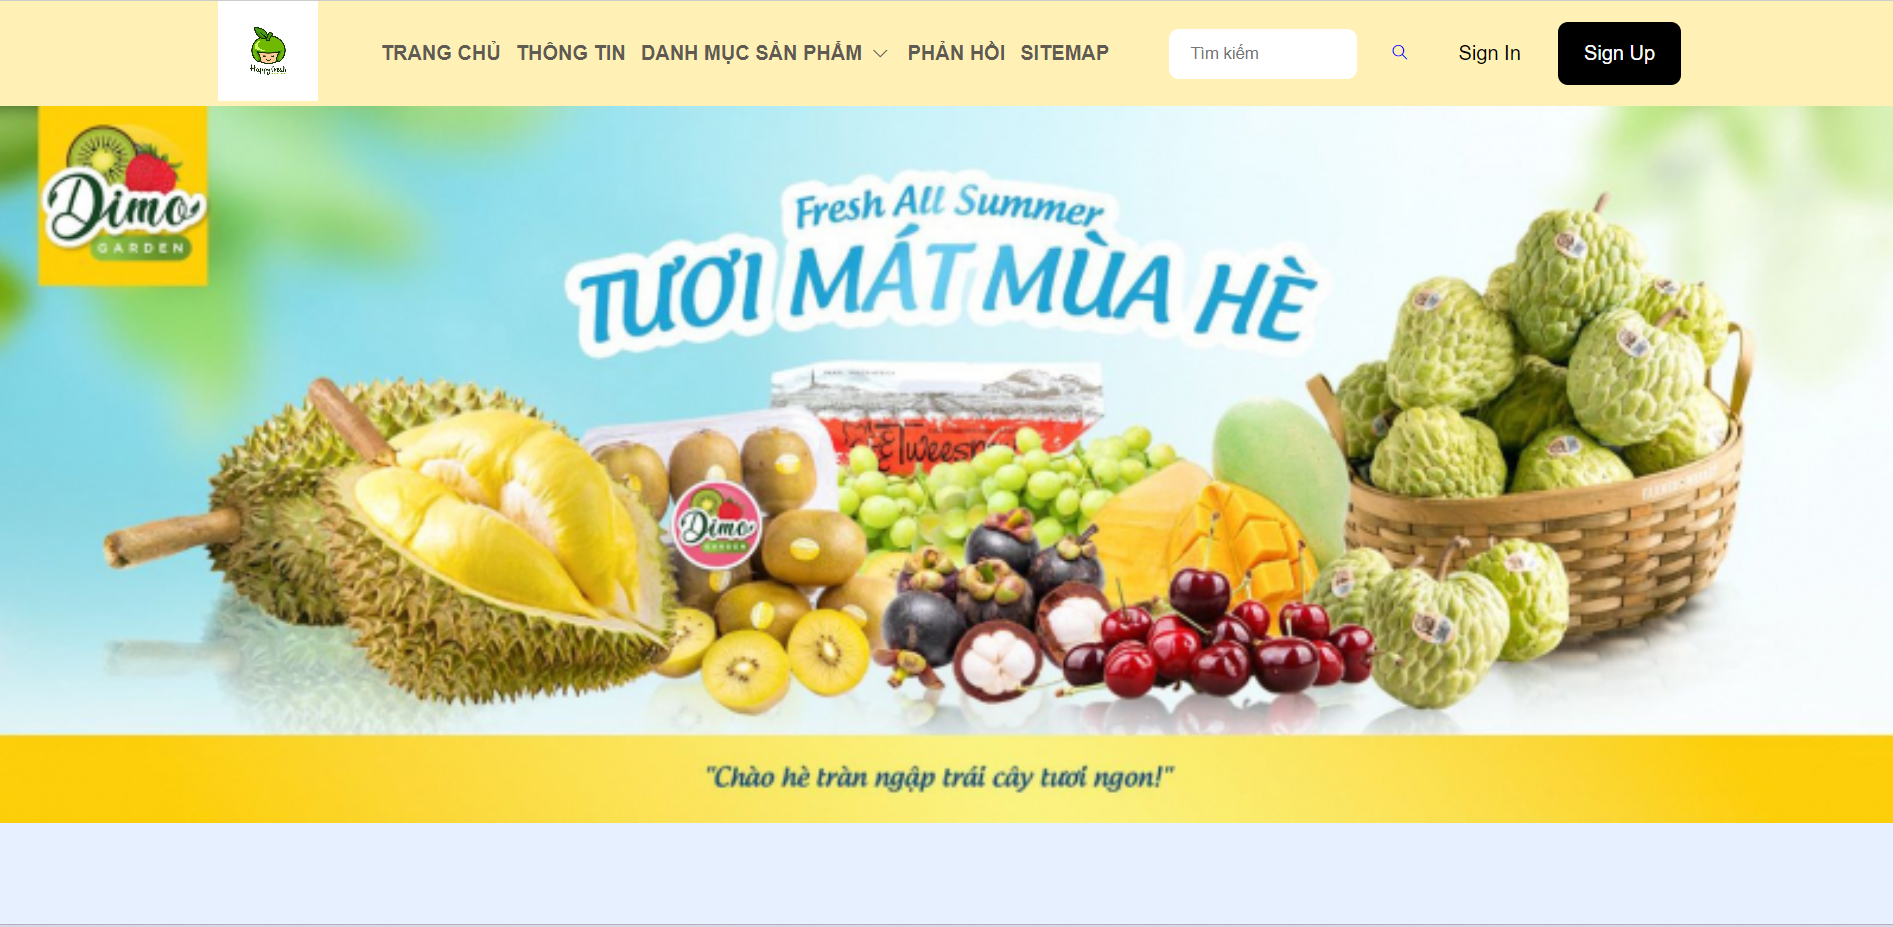 Happy fresh
TRANG CHỦ THÔNG TIN DANH MỤC SẢN PHẨM PHẢN HỒI SITEMAP
Tìm kiếm
Sign In
Sign Up
Dimo
GARDEN
Fresh All Summer
TƯƠI MÁT MÙA HÈ
Dimo
GARDEN
"Chào hè tràn ngập trái cây tươi ngon!"